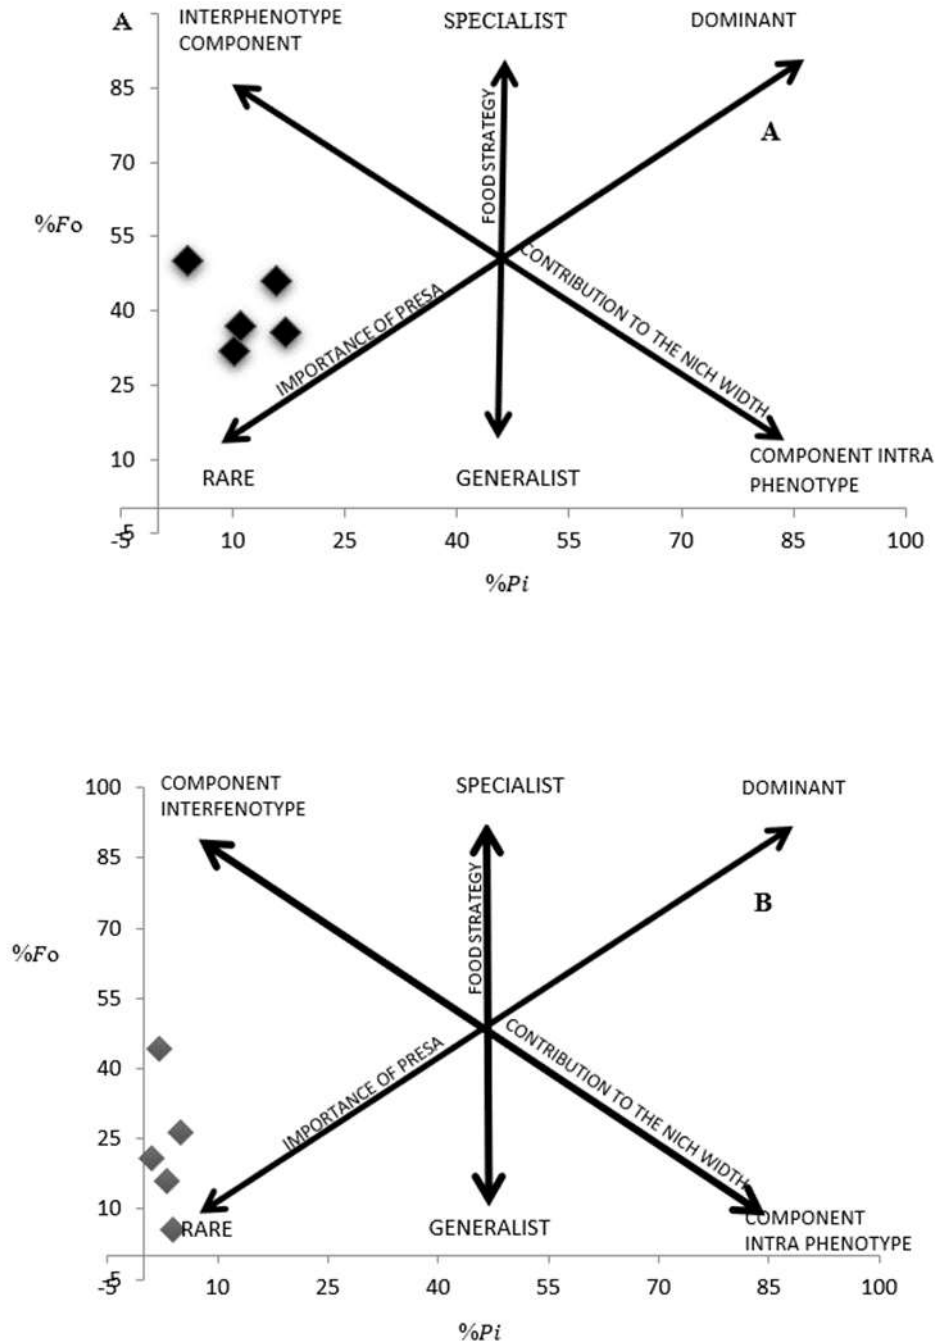 A
INTERPHENOTYPE
COMPONENT
SPECIALIST
DOMINANT
85
FOOD STRATEGY
A
70
%Fo
55
CONTRIBUTION TO THE NICH WIDTH
40
IMPORTANCE OF PRESA
25
10
RARE
GENERALIST
COMPONENT INTRA
PHENOTYPE
-5
-5
10
25
40
55
70
85
100
%Pi
100
COMPONENT
INTERFENOTYPE
SPECIALIST
DOMINANT
85
FOOD STRATEGY
B
70
%Fo
55
CONTRIBUTION TO THE NICH WIDTH
40
IMPORTANCE OF PRESA
25
10
RARE
GENERALIST
COMPONENT
INTRA PHENOTYPE
-5
-5
10
25
40
55
70
85
100
%Pi